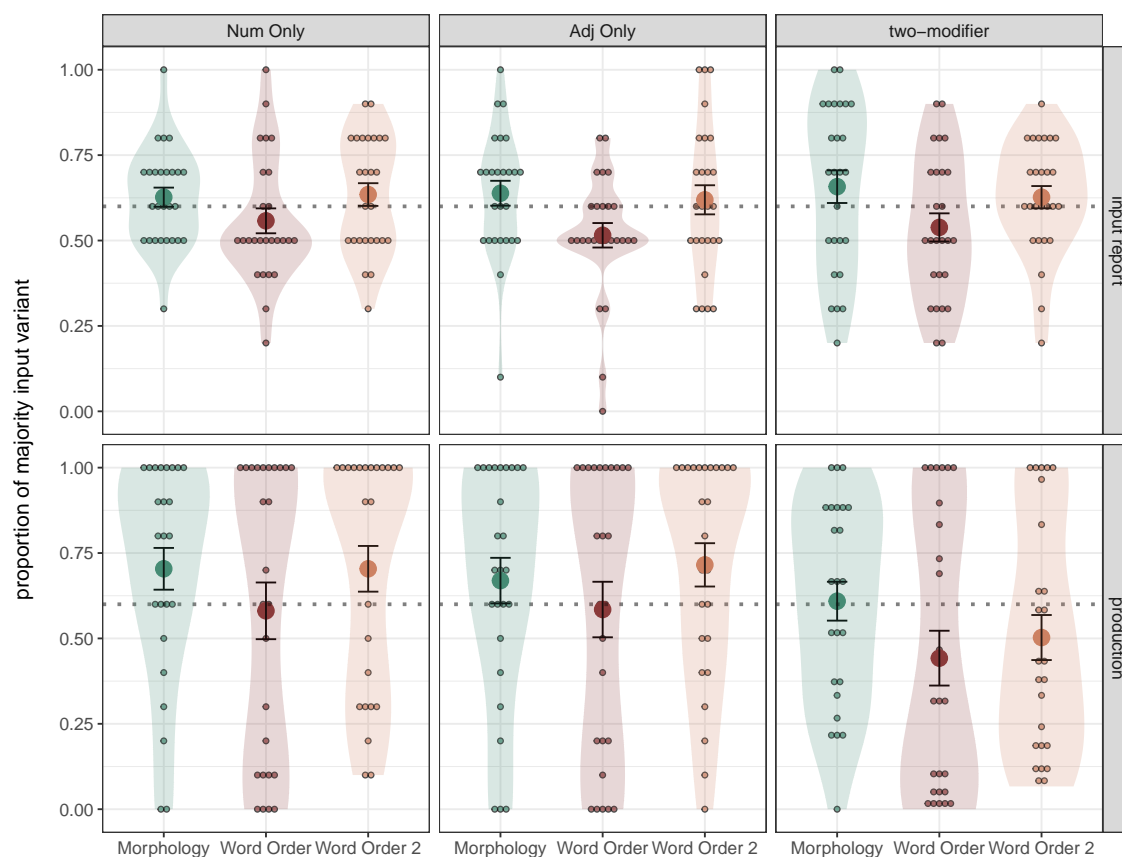 Num Only
Adj Only
two−modifier
proportion of majority input variant
1.00
0.75
0.50
0.25
0.00
input report
1.00
0.75
0.50
0.25
0.00
production
Morphology Word Order Word Order 2
Morphology Word Order Word Order 2
Morphology Word Order Word Order 2